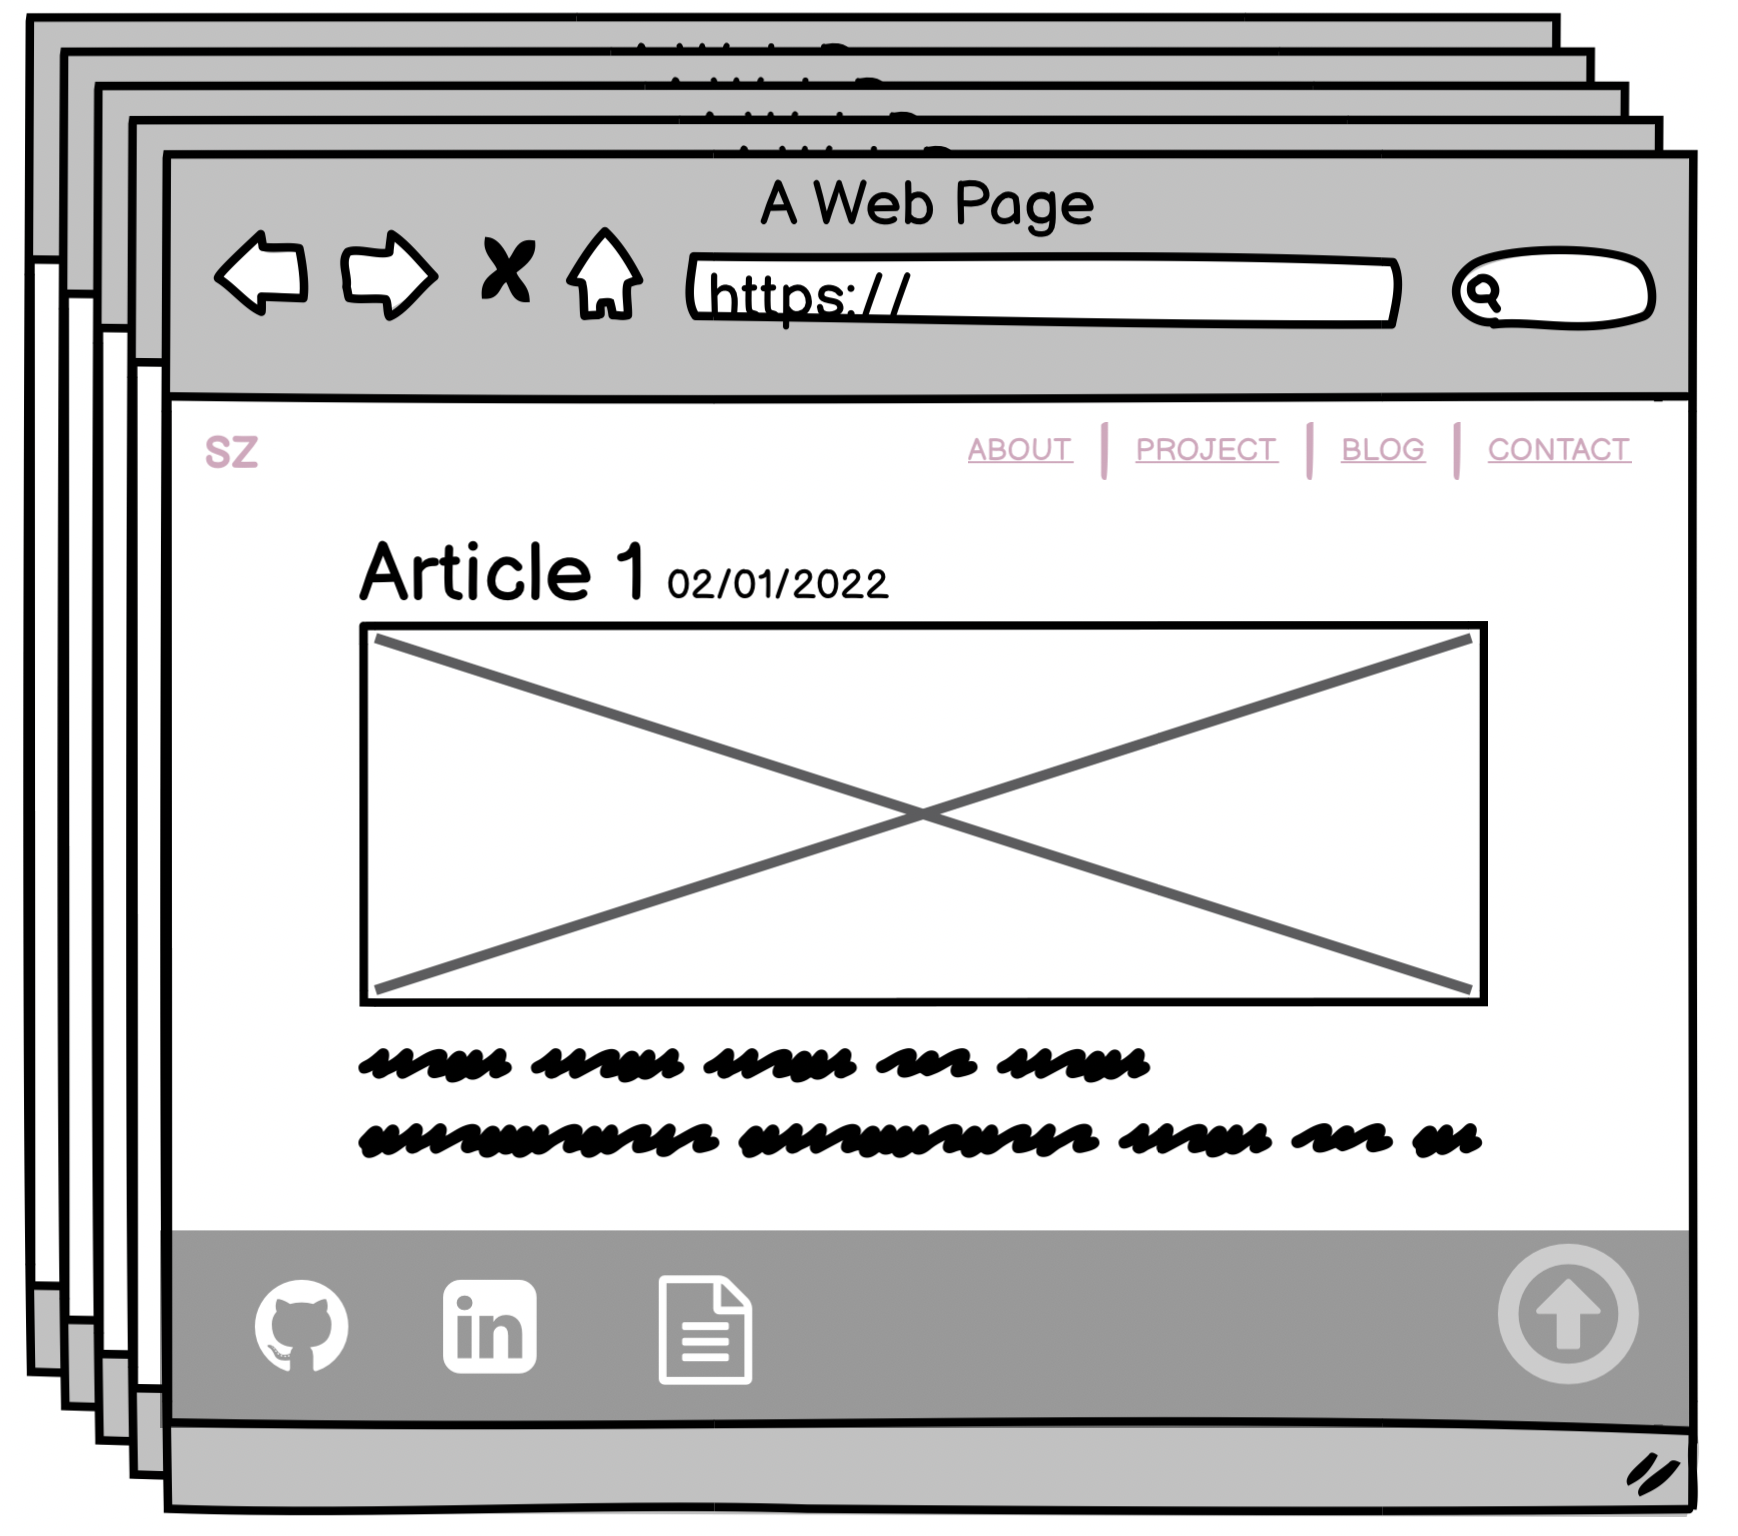 A Web Page
https://
SZ
ABOUT | PROJECT | BLOG | CONTACT
Article 1 02/01/2022
in